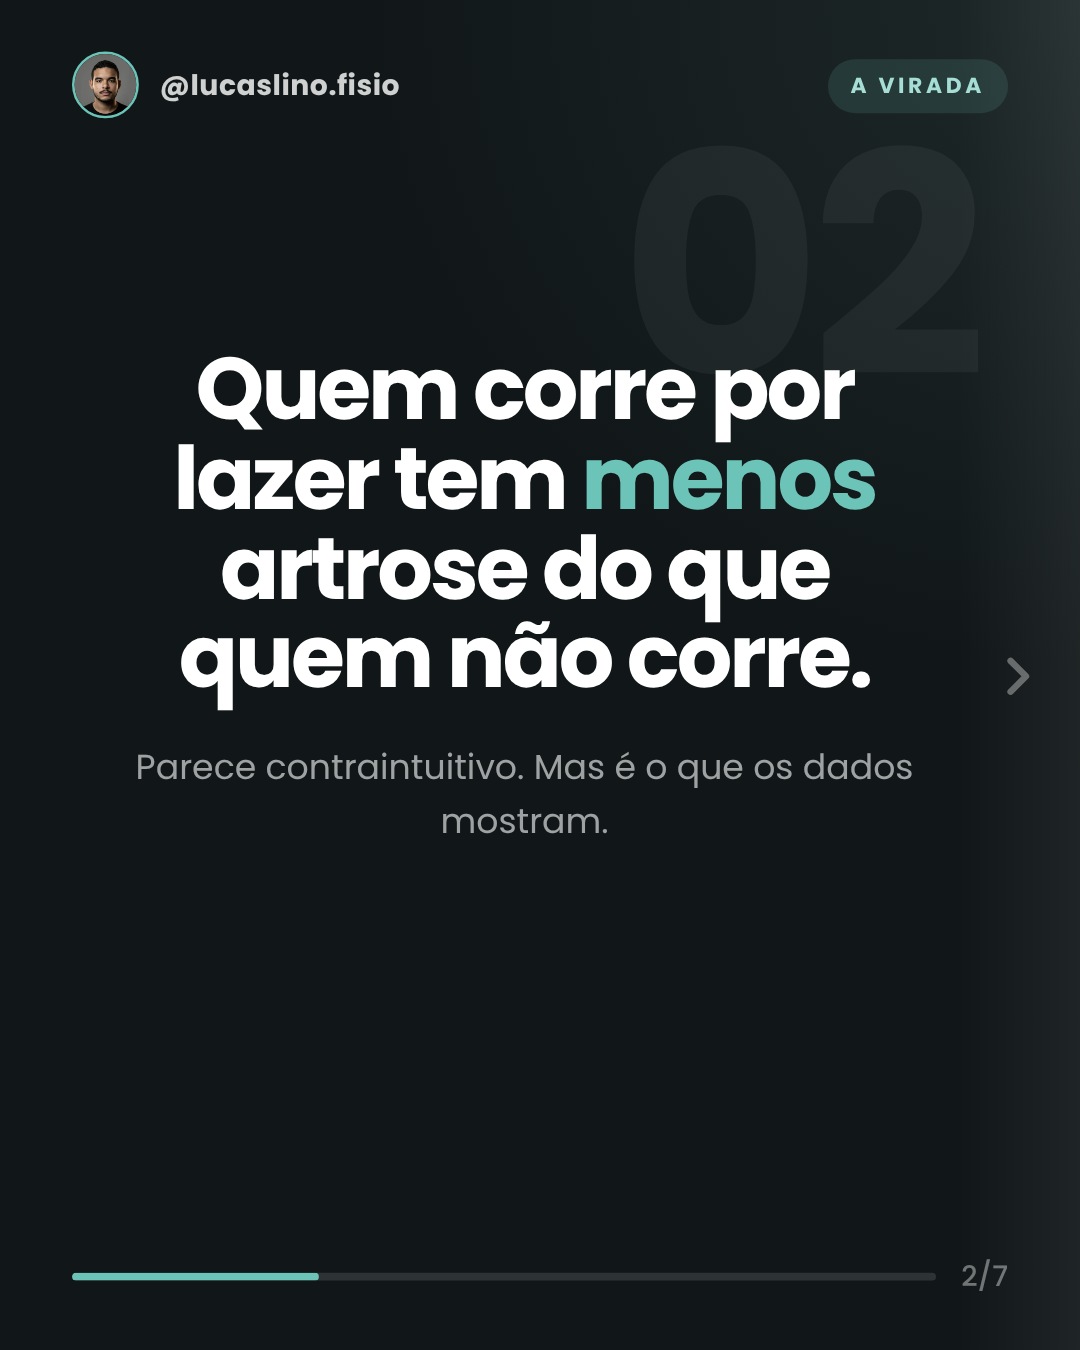 @lucaslino.fisio
A VIRADA
02
Quem corre por
lazer tem menos
artrose do que
quem não corre.
Parece contraintuitivo. Mas é o que os dados
mostram.
2/7